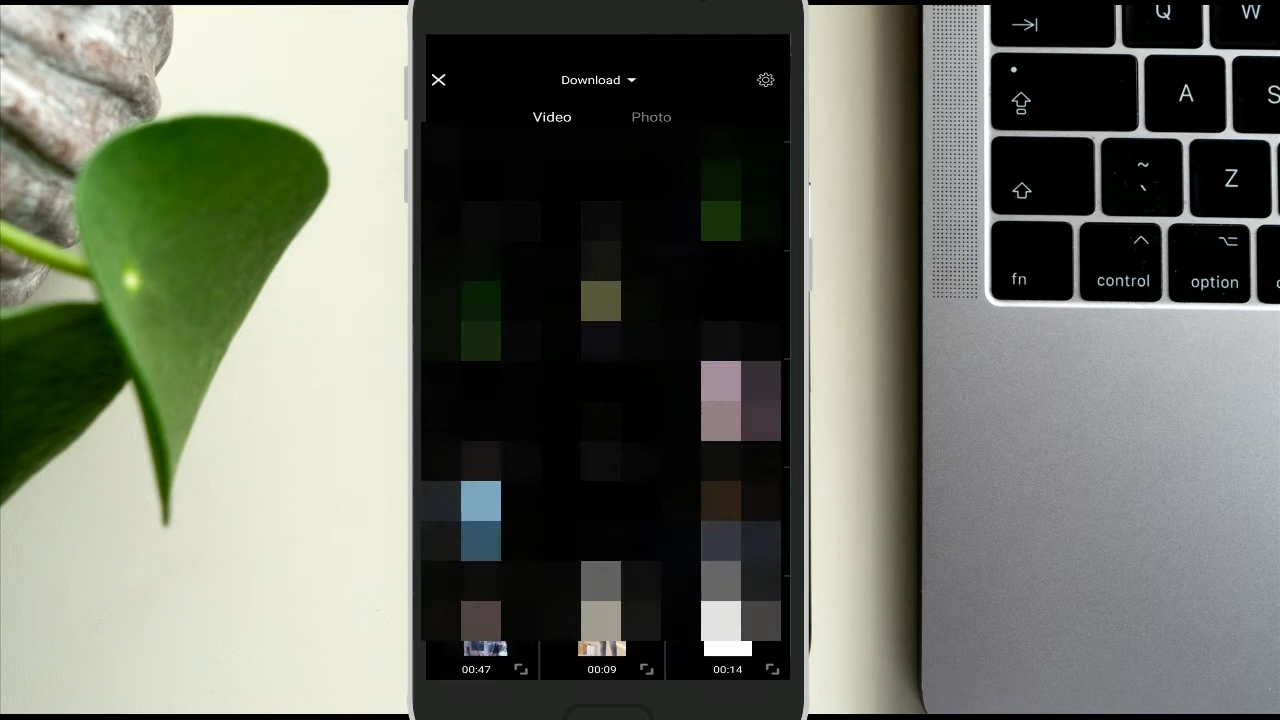 Download
Video Photo
00:47 00:09 00:14
Q W
A S
~ ` Z
fn control option